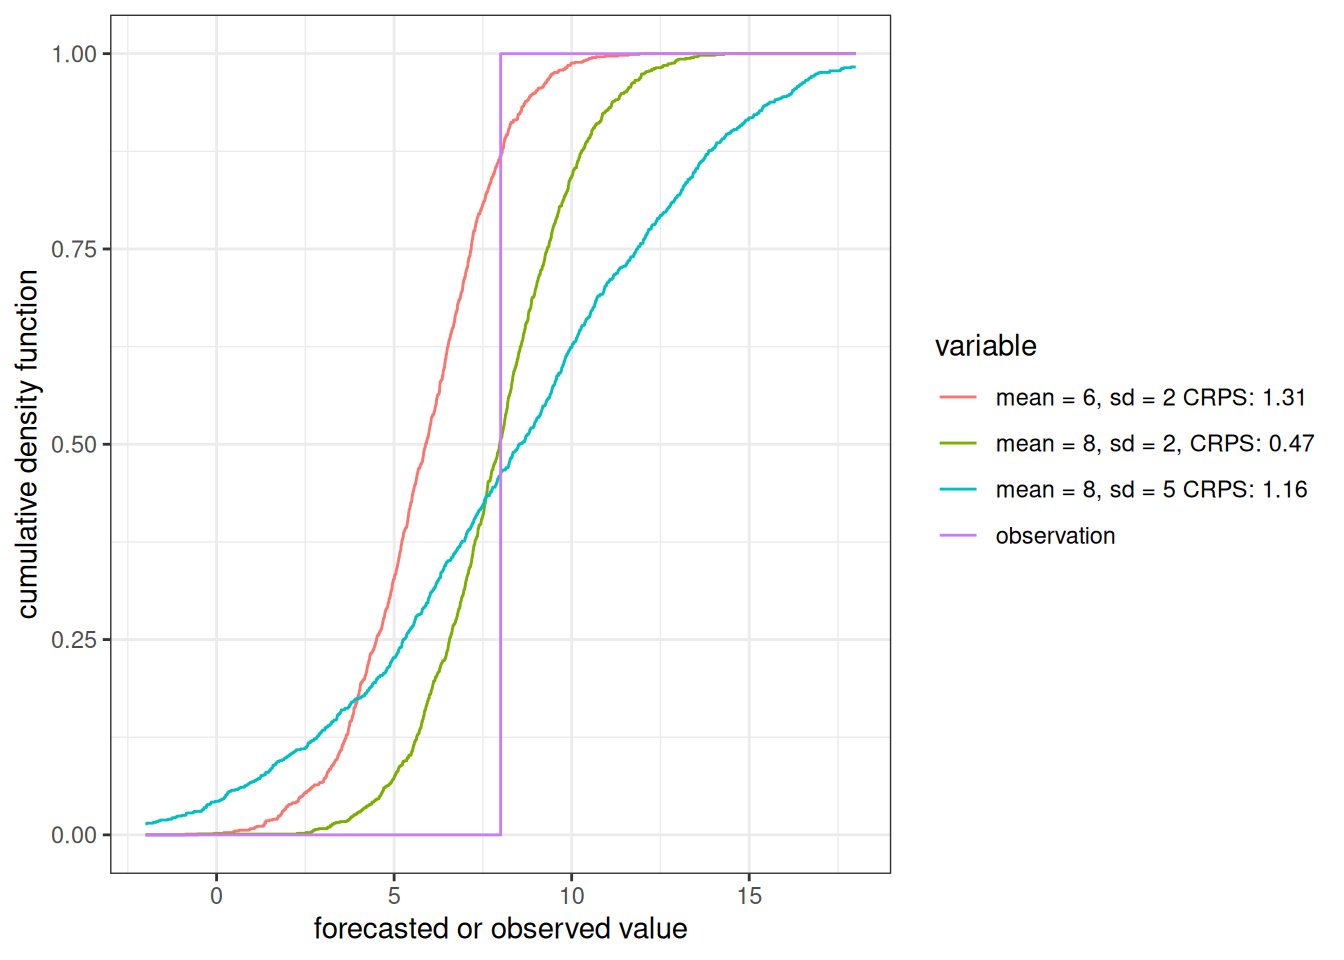 1.00
0.75
0.50
0.25
0.00
cumulative density function
0 5 10 15
forecasted or observed value
variable
mean = 6, sd = 2 CRPS: 1.31
mean = 8, sd = 2, CRPS: 0.47
mean = 8, sd = 5 CRPS: 1.16
observation